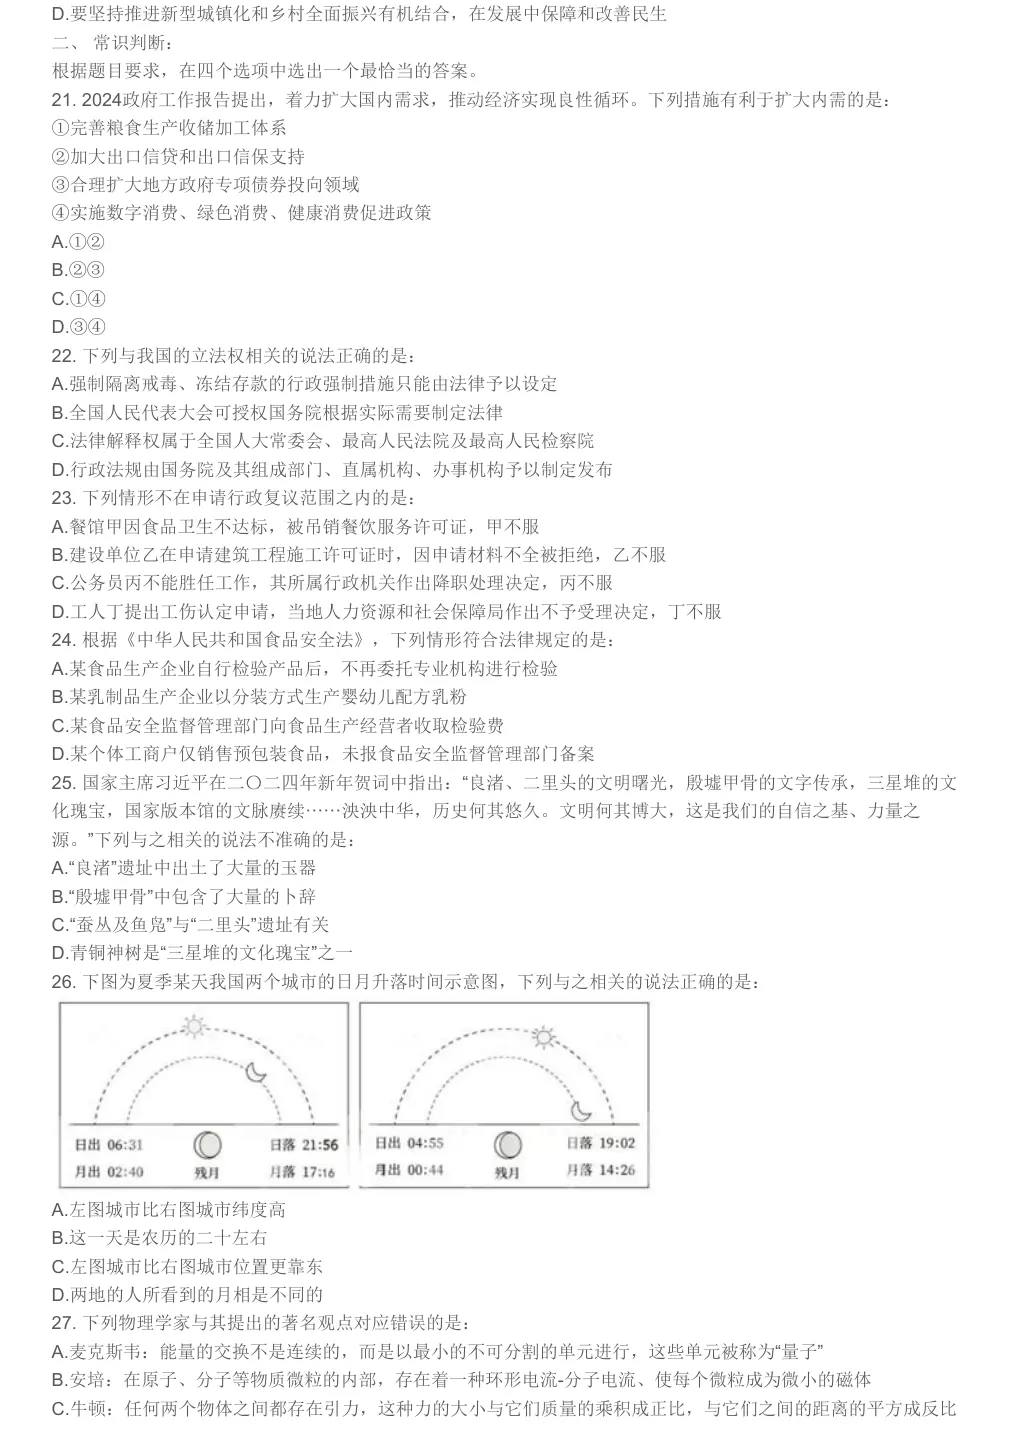 D.要坚持推进新型城镇化和乡村全面振兴有机结合，在发展中保障和改善民生
二、 常识判断：
根据题目要求，在四个选项中选出一个最恰当的答案。
21. 2024政府工作报告提出，着力扩大国内需求，推动经济实现良性循环。下列措施有利于扩大内需的是：
①完善粮食生产收储加工体系
②加大出口信贷和出口信保支持
③合理扩大地方政府专项债券投向领域
④实施数字消费、绿色消费、健康消费促进政策
A.①②
B.②③
C.①④
D.③④
22. 下列与我国的立法权相关的说法正确的是：
A.强制隔离戒毒、冻结存款的行政强制措施只能由法律予以设定
B.全国人民代表大会可授权国务院根据实际需要制定法律
C.法律解释权属于全国人大常委会、最高人民法院及最高人民检察院
D.行政法规由国务院及其组成部门、直属机构、办事机构予以制定发布
23. 下列情形不在申请行政复议范围之内的是：
A.餐馆甲因食品卫生不达标，被吊销餐饮服务许可证，甲不服
B.建设单位乙在申请建筑工程施工许可证时，因申请材料不全被拒绝，乙不服
C.公务员丙不能胜任工作，其所属行政机关作出降职处理决定，丙不服
D.工人丁提出工伤认定申请，当地人力资源和社会保障局作出不予受理决定，丁不服
24. 根据《中华人民共和国食品安全法》，下列情形符合法律规定的是：
A.某食品生产企业自行检验产品后，不再委托专业机构进行检验
B.某乳制品生产企业以分装方式生产婴幼儿配方乳粉
C.某食品安全监督管理部门向食品生产经营者收取检验费
D.某个体工商户仅销售预包装食品，未报食品安全监督管理部门备案
25. 国家主席习近平在二〇二四年新年贺词中指出：“良渚、二里头的文明曙光，殷墟甲骨的文字传承，三星堆的文
化瑰宝，国家版本馆的文脉赓续……泱泱中华，历史何其悠久。文明何其博大，这是我们的自信之基、力量之
源。”下列与之相关的说法不准确的是：
A.“良渚”遗址中出土了大量的玉器
B.“殷墟甲骨”中包含了大量的卜辞
C.“蚕丛及鱼凫”与“二里头”遗址有关
D.青铜神树是“三星堆的文化瑰宝”之一
26. 下图为夏季某天我国两个城市的日月升落时间示意图，下列与之相关的说法正确的是：
日出 06:31 日落 21:56
月出 02:40 残月 月落 17:16
日出 04:55 日落 19:02
月出 00:44 残月 月落 14:26
A.左图城市比右图城市纬度高
B.这一天是农历的二十左右
C.左图城市比右图城市位置更靠东
D.两地的人所看到的月相是不同的
27. 下列物理学家与其提出的著名观点对应错误的是：
A.麦克斯韦：能量的交换不是连续的，而是以最小的不可分割的单元进行，这些单元被称为“量子”
B.安培：在原子、分子等物质微粒的内部，存在着一种环形电流-分子电流、使每个微粒成为微小的磁体
C.牛顿：任何两个物体之间都存在引力，这种力的大小与它们质量的乘积成正比，与它们之间的距离的平方成反比